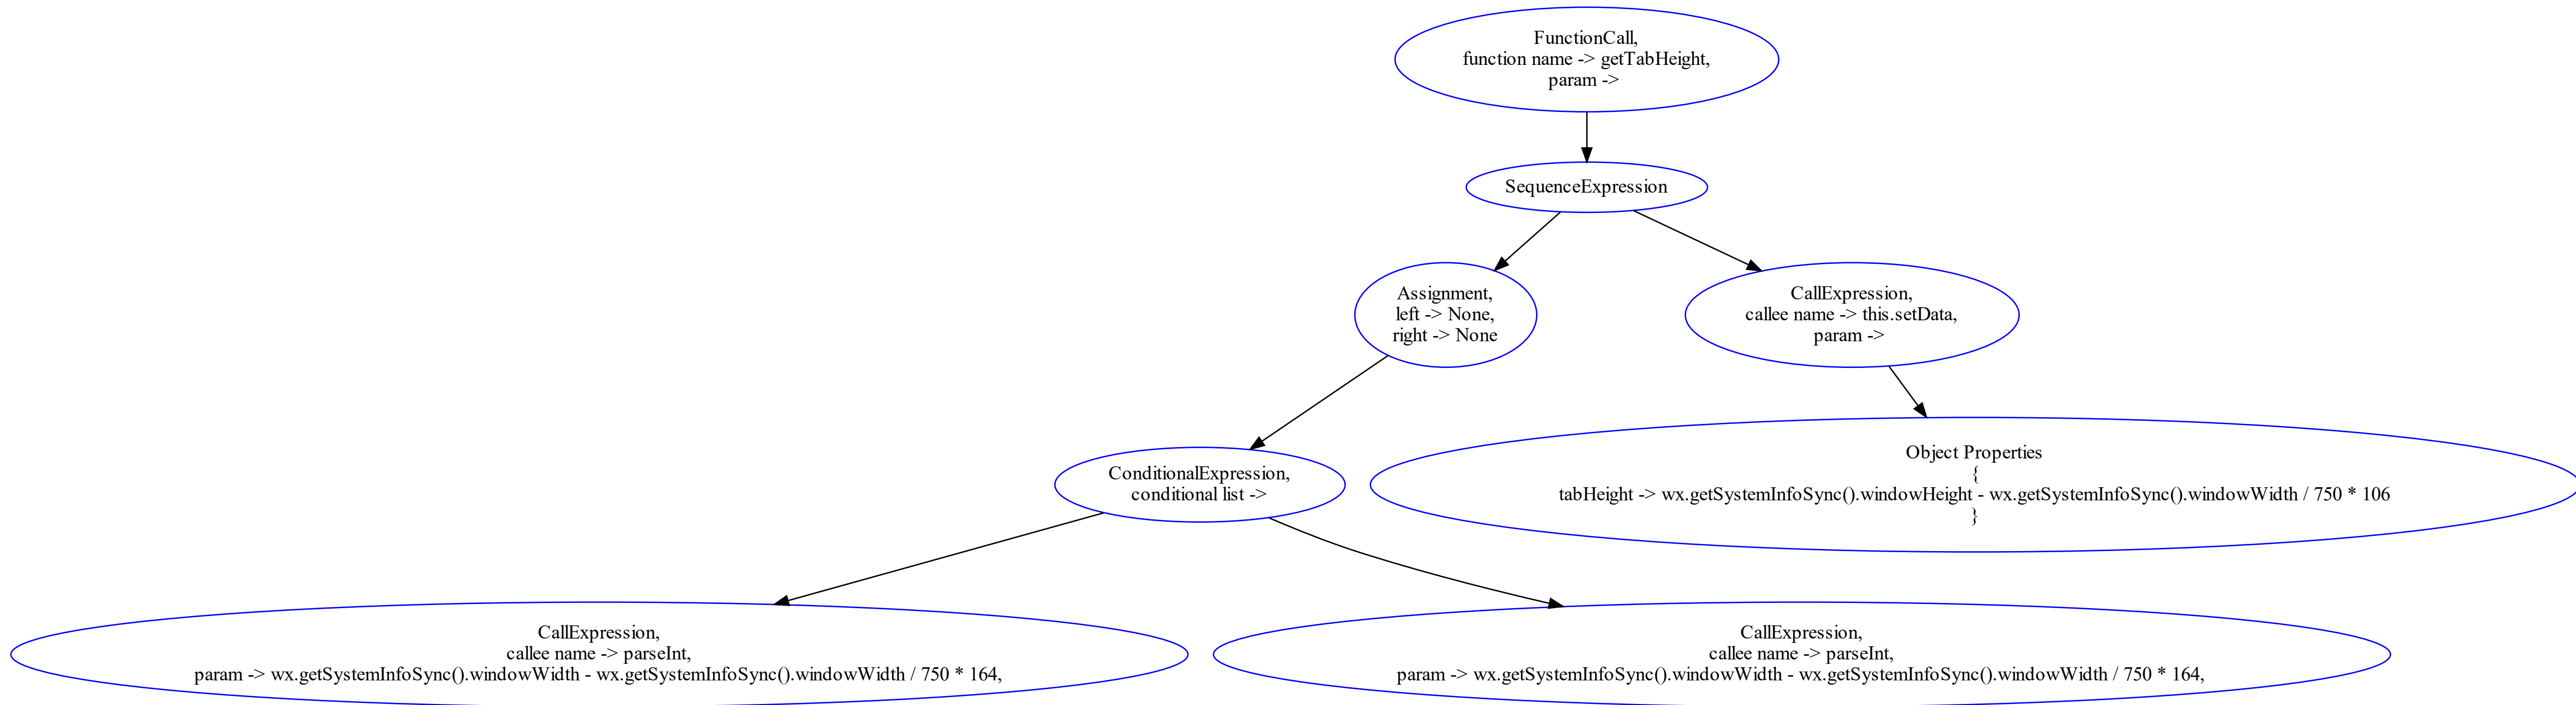 FunctionCall,
function name -> getTabHeight,
param ->
SequenceExpression
Assignment,
left -> None,
right -> None
CallExpression,
callee name -> this.setData,
param ->
ConditionalExpression,
conditional list ->
Object Properties
{
tabHeight -> wx.getSystemInfoSync().windowHeight - wx.getSystemInfoSync().windowWidth / 750 * 106
}
CallExpression,
callee name -> parseInt,
param -> wx.getSystemInfoSync().windowWidth - wx.getSystemInfoSync().windowWidth / 750 * 164,
CallExpression,
callee name -> parseInt,
param -> wx.getSystemInfoSync().windowWidth - wx.getSystemInfoSync().windowWidth / 750 * 164,